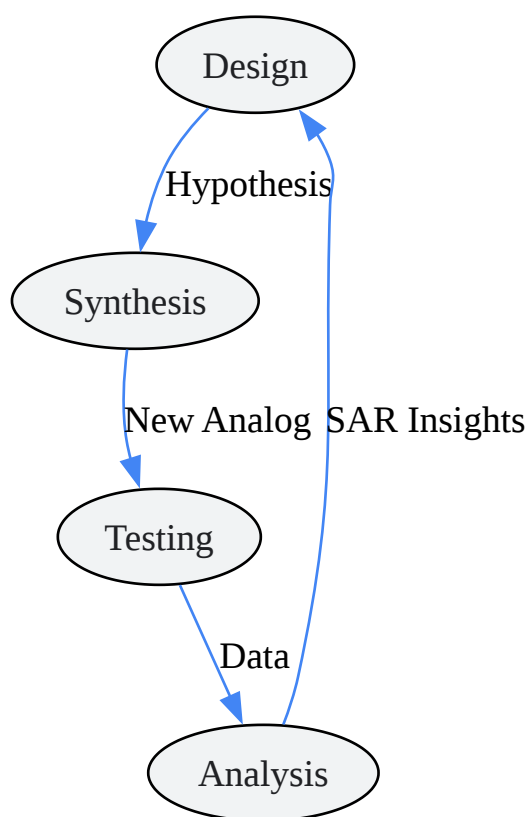 Design
Hypothesis
Synthesis
New Analog
SAR Insights
Testing
Data
Analysis